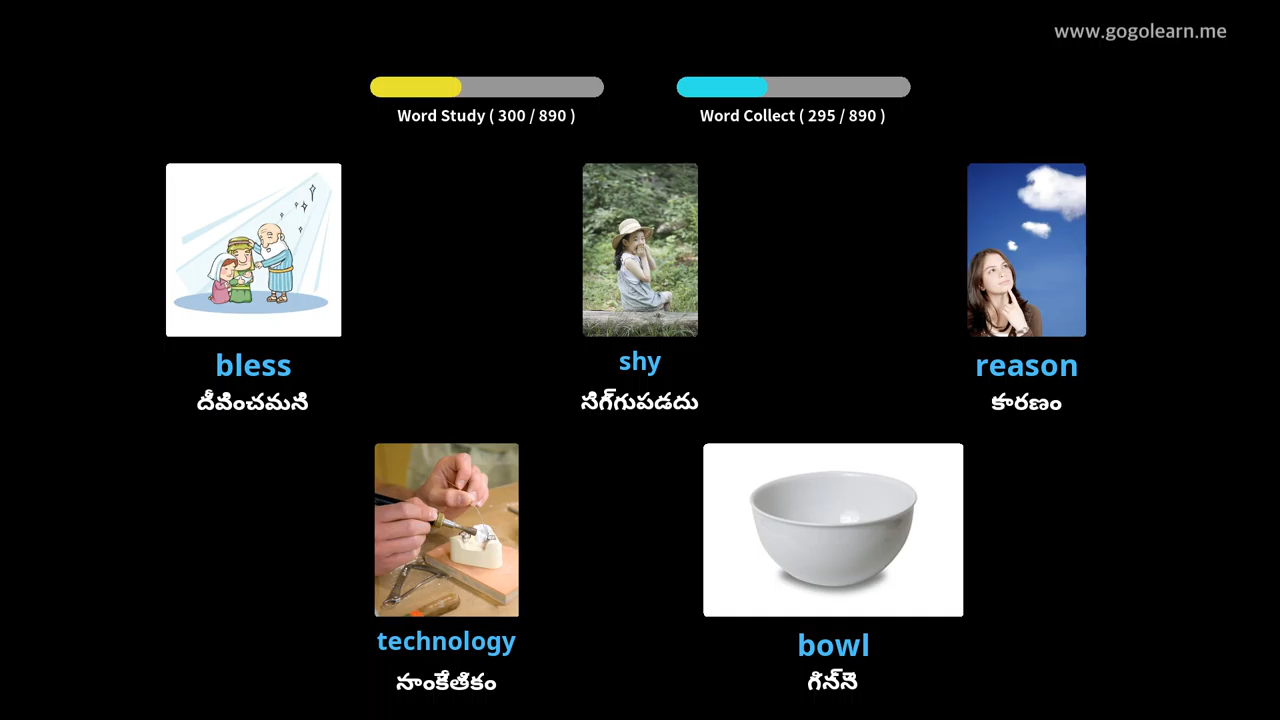 www.gogolearn.me
Word Study ( 300 / 890 )
Word Collect ( 295 / 890 )
bless
దీవించమని
shy
సిగ్గుపడదు
reason
కారణం
technology
సాంకేతికం
bowl
గిన్నె